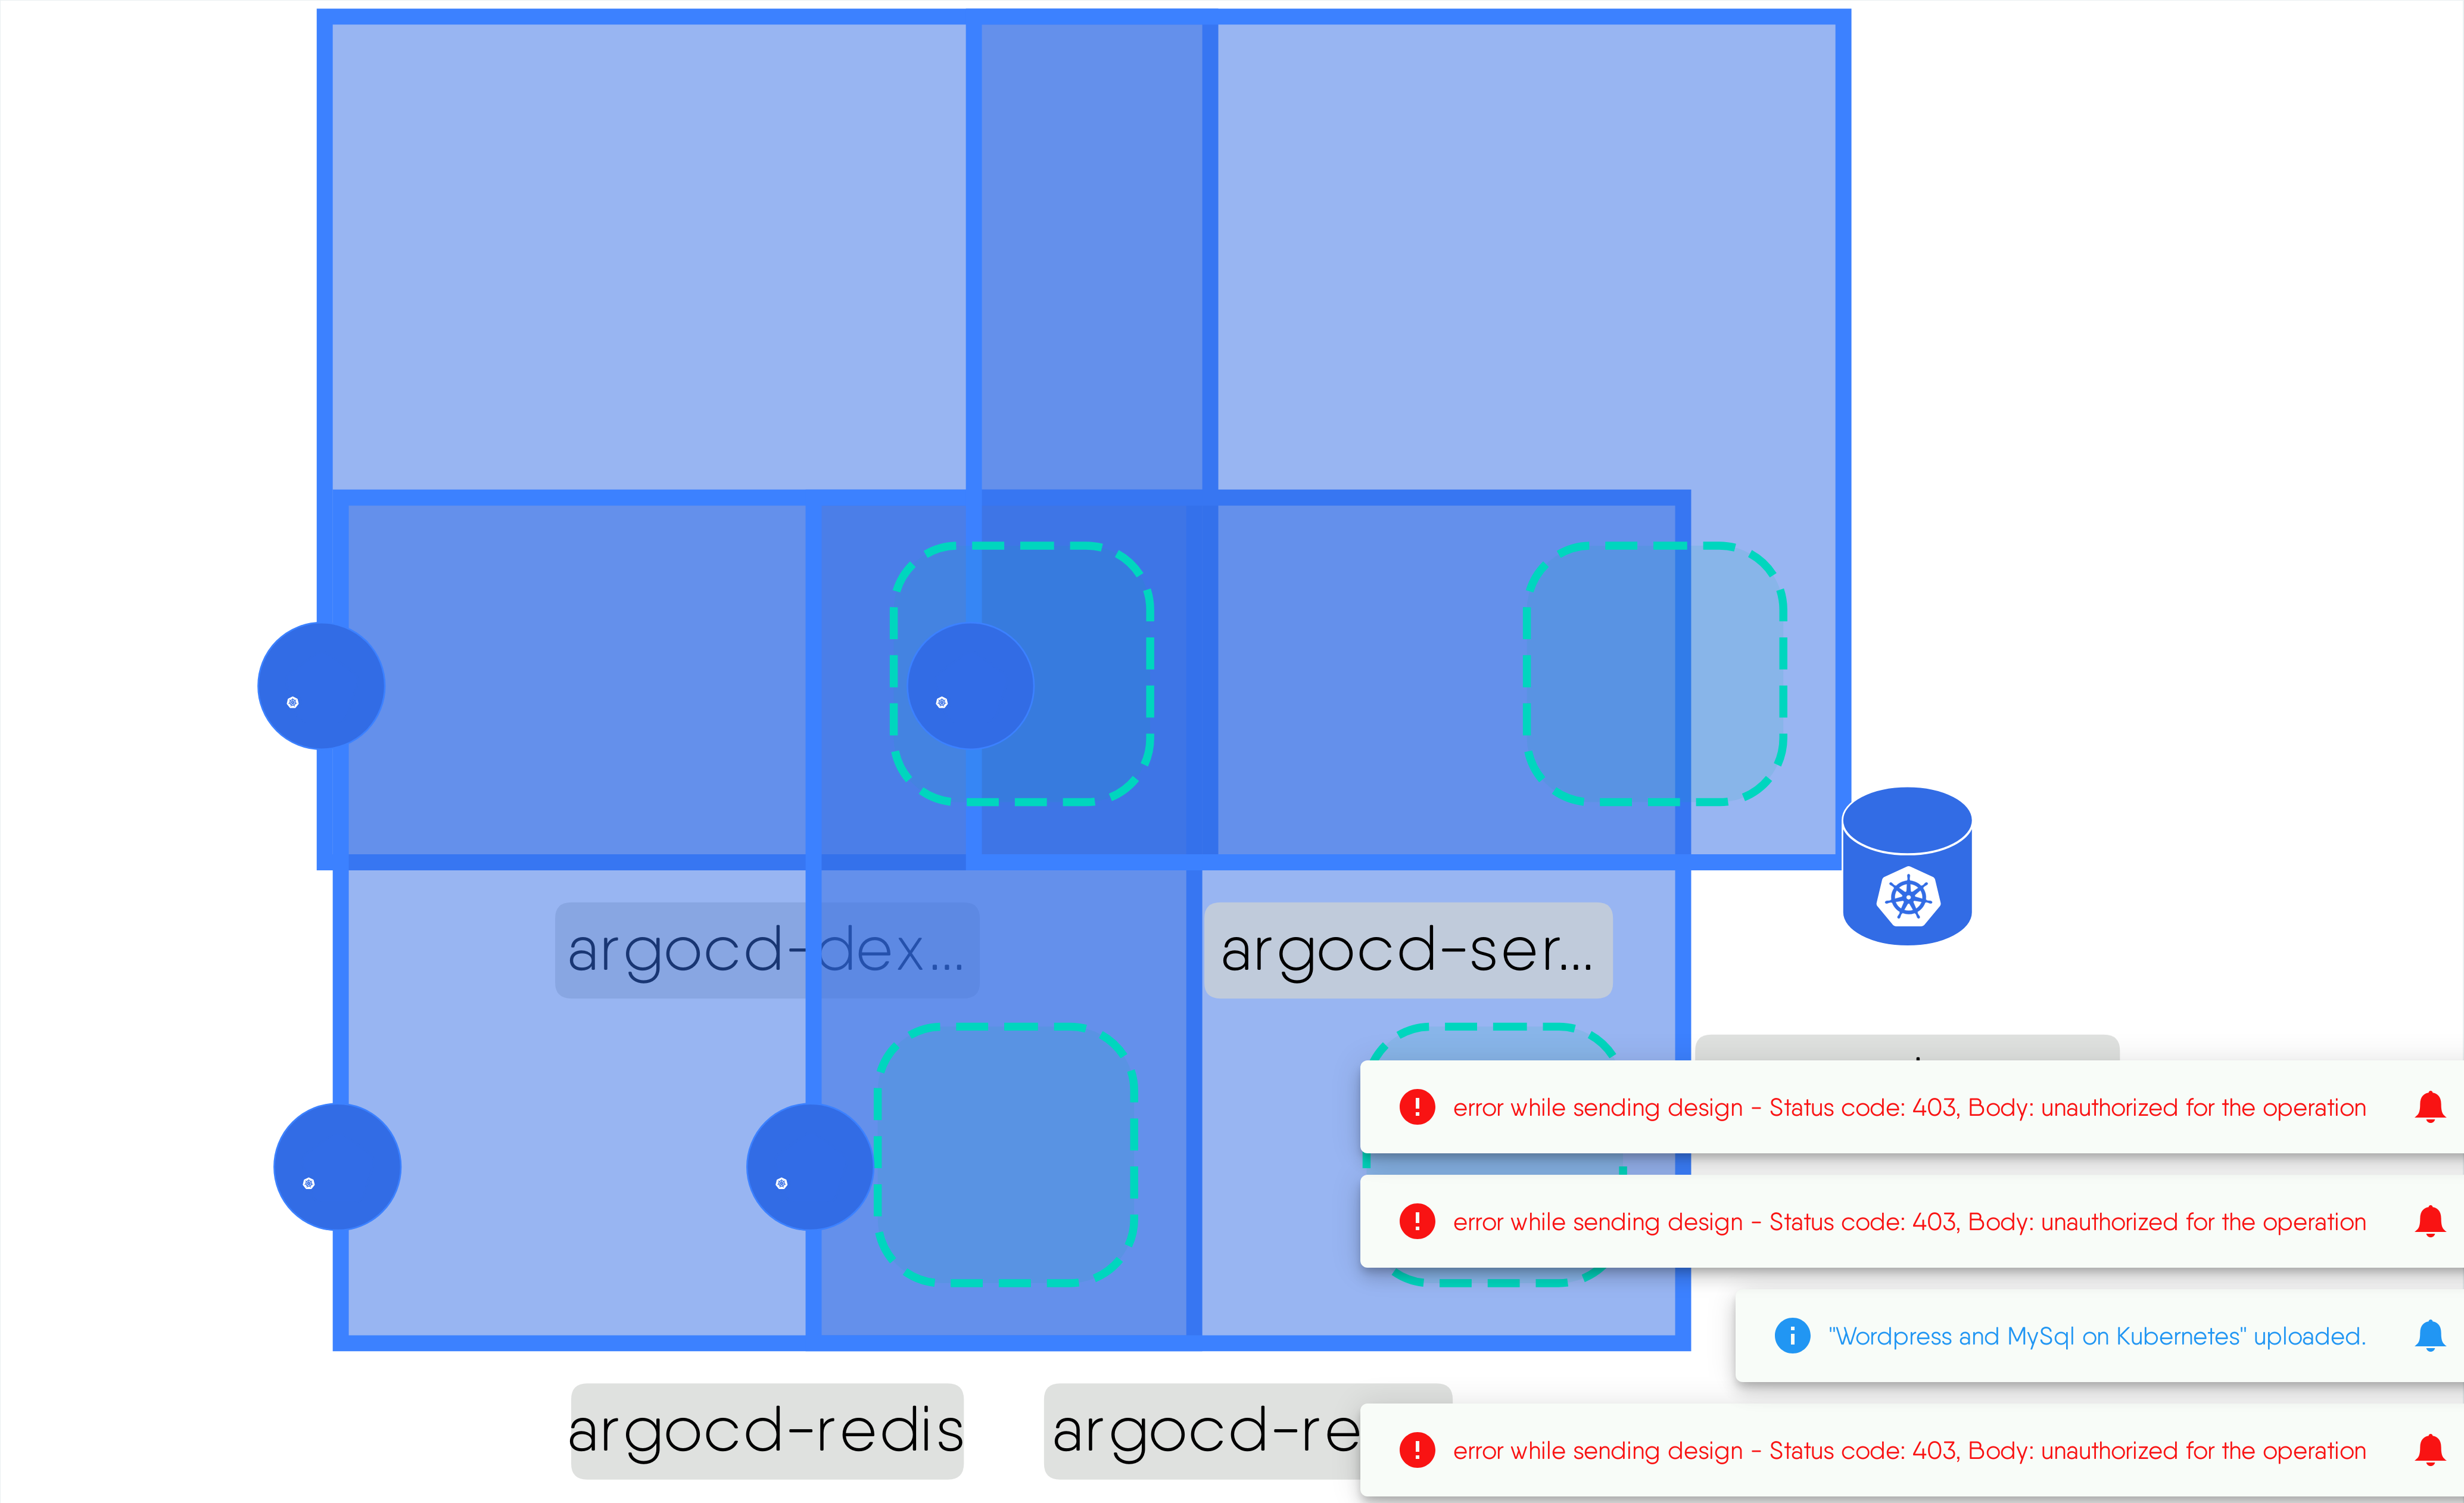 argocd-dex...
argocd-ser...
error while sending design - Status code: 403, Body: unauthorized for the operation
error while sending design - Status code: 403, Body: unauthorized for the operation
"Wordpress and MySql on Kubernetes" uploaded.
argocd-redis
argocd-re
error while sending design - Status code: 403, Body: unauthorized for the operation